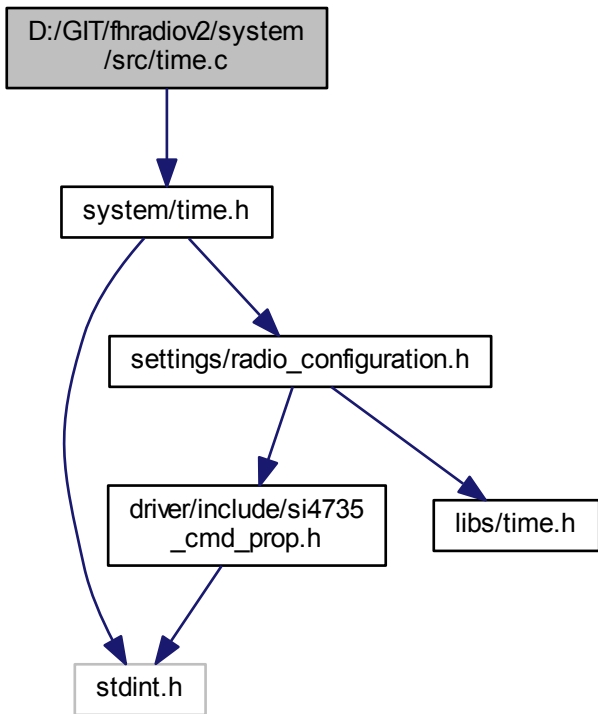 D:/GIT/fhradiov2/system
/src/time.c
system/time.h
settings/radio_configuration.h
driver/include/si4735
_cmd_prop.h
libs/time.h
stdint.h